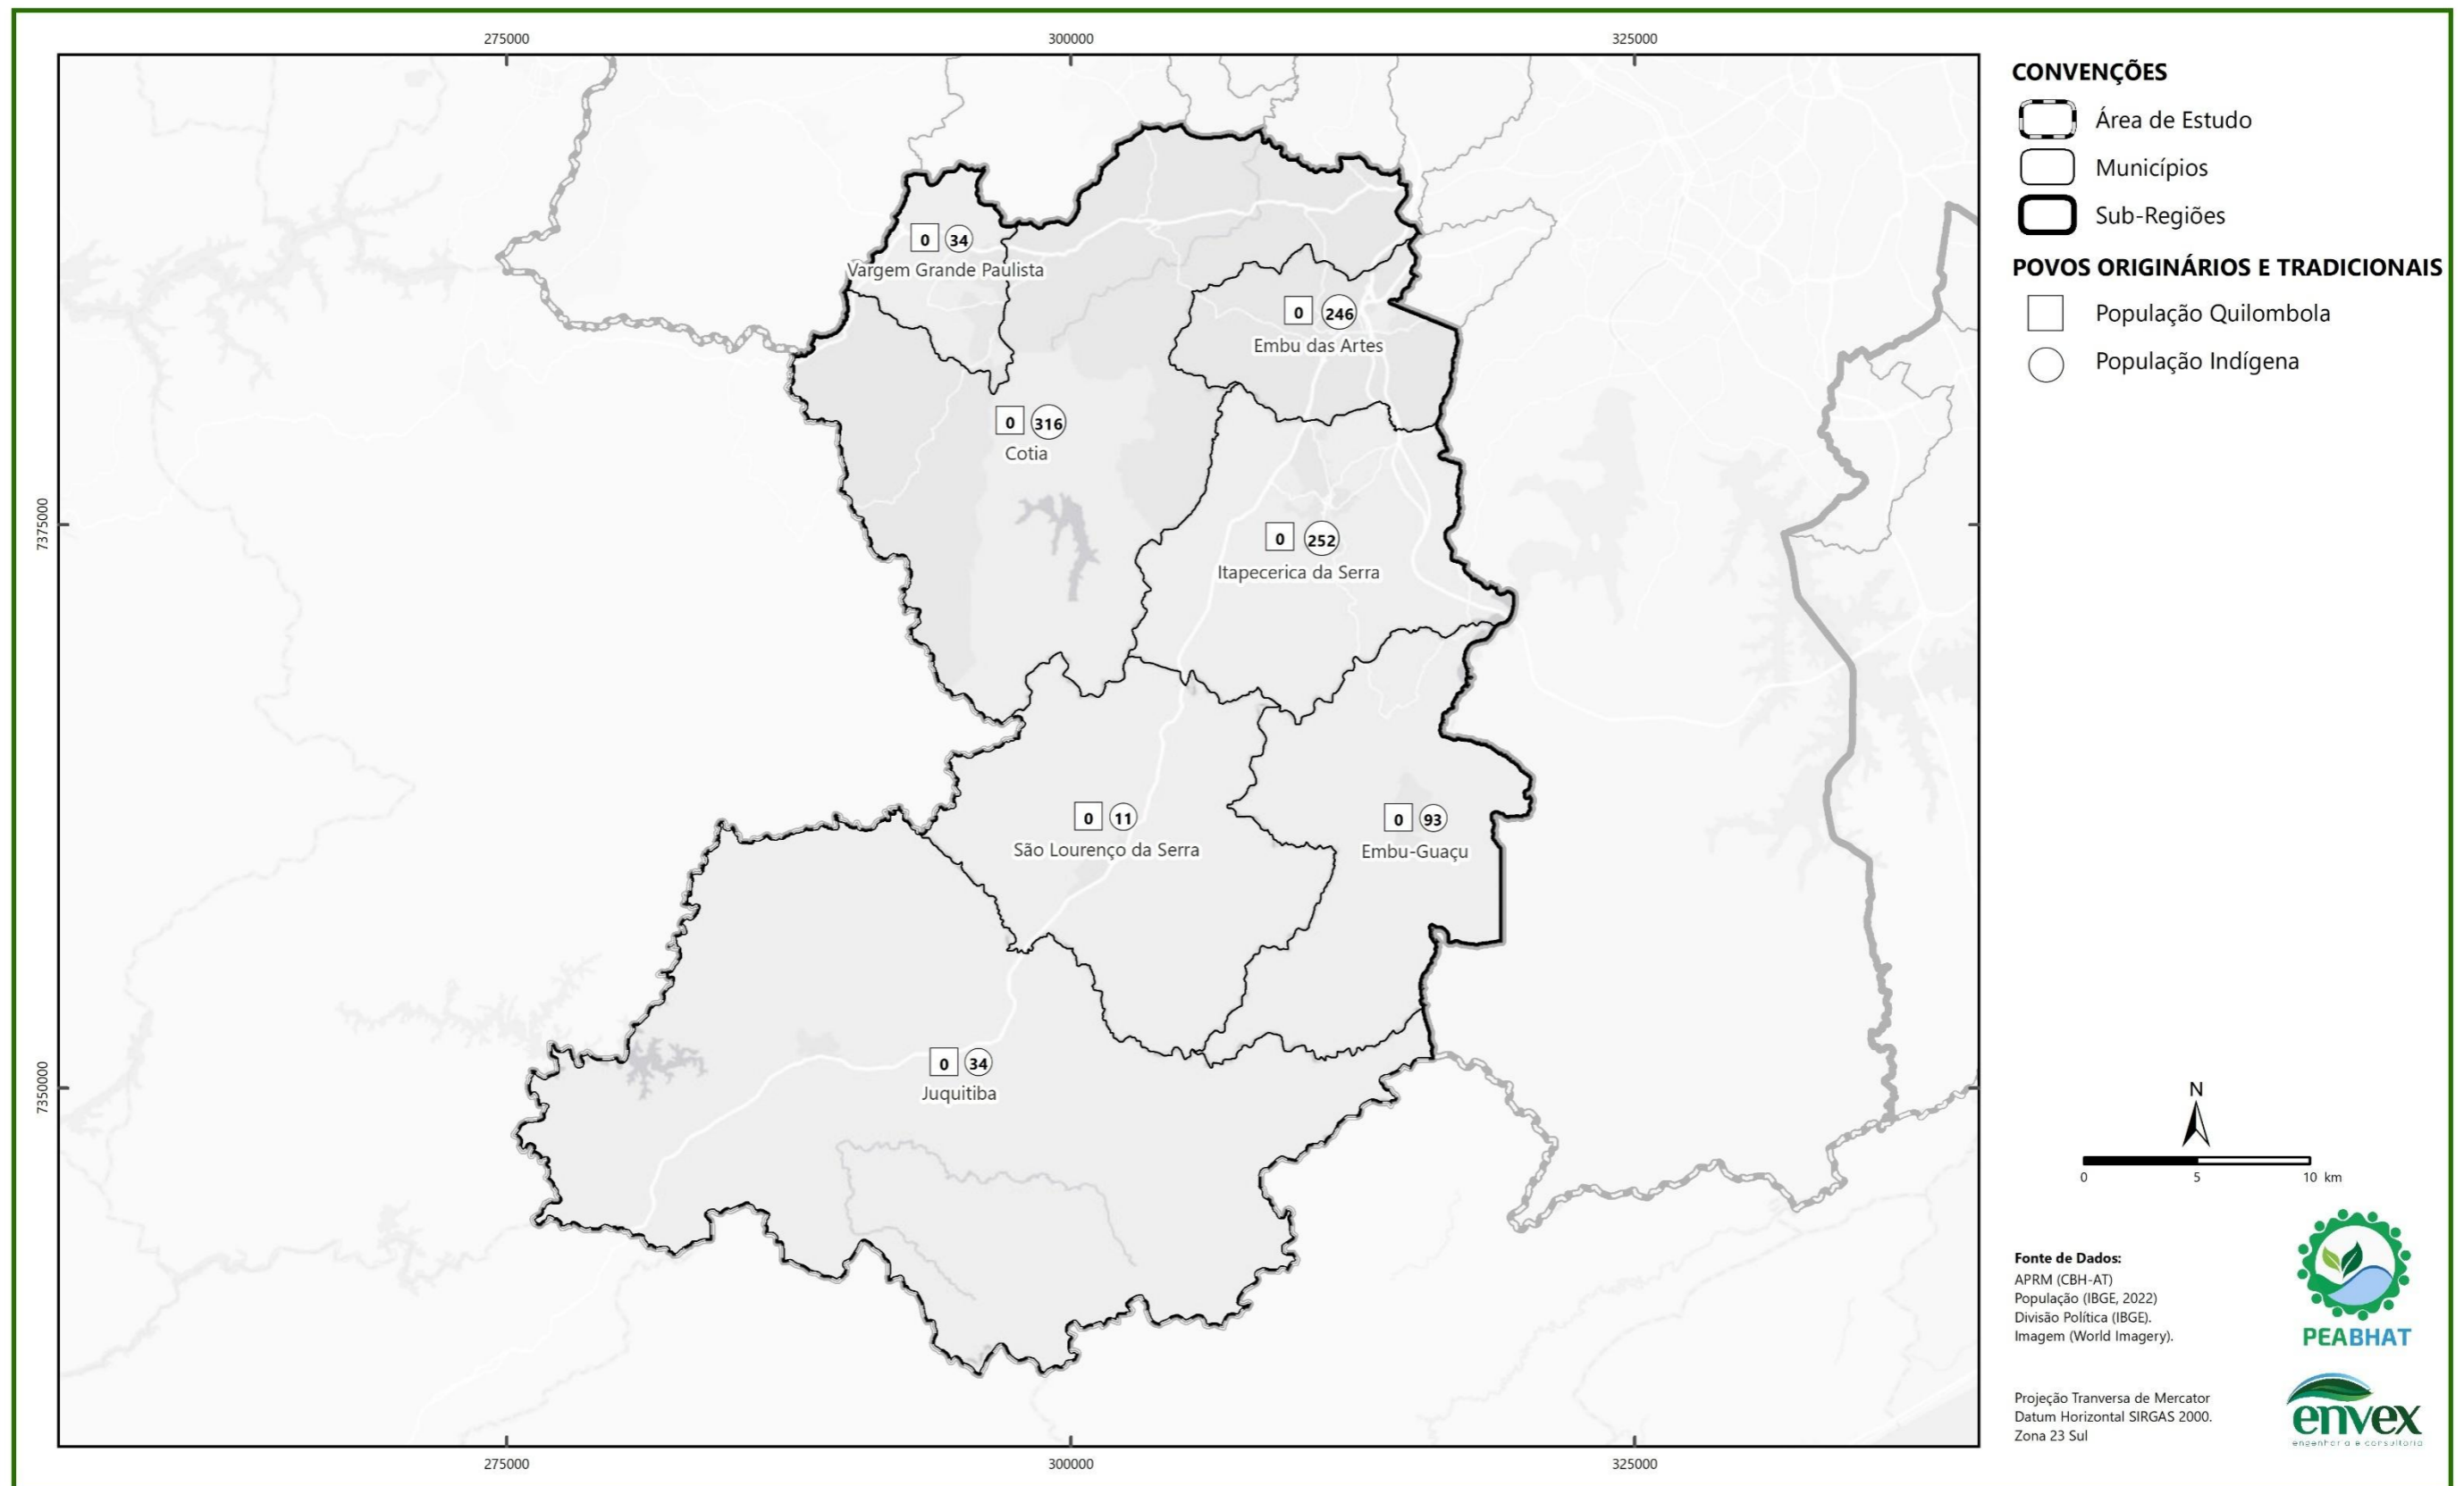 275000
300000
325000
0 34
Vargem Grande Paulista
0 246
Embu das Artes
0 316
Cotia
7375000
0 252
Itapecerica da Serra
0 11
São Lourenço da Serra
0 93
Embu-Guaçu
7350000
0 34
Juquitiba
275000
300000
325000
CONVENÇÕES
Área de Estudo
Municípios
Sub-Regiões
POVOS ORIGINÁRIOS E TRADICIONAIS
População Quilombola
População Indígena
N
0 5 10 km
Fonte de Dados:
APRM (CBH-AT)
População (IBGE, 2022)
Divisão Política (IBGE).
Imagem (World Imagery).
PEABHAT
Projeção Tranversa de Mercator
Datum Horizontal SIRGAS 2000.
Zona 23 Sul
envex
engenharia e consultoria